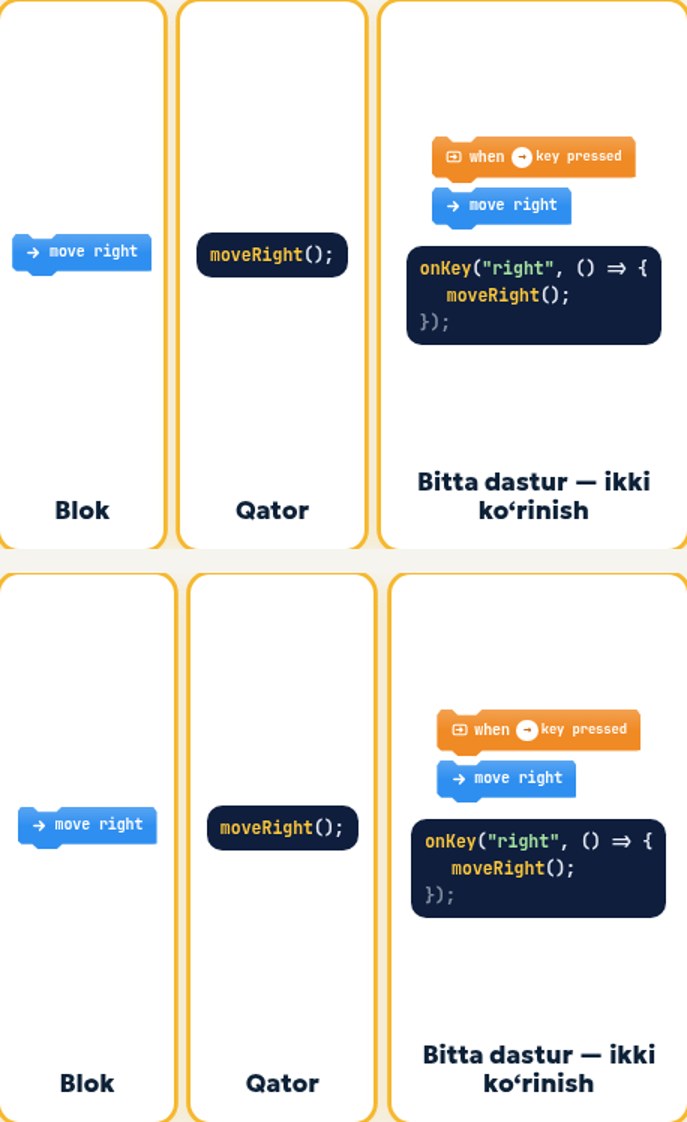 → move right
Blok
moveRight();
Qator
when → key pressed
→ move right
onKey("right", () => {
moveRight();
});
Bitta dastur — ikki
ko‘rinish
→ move right
Blok
moveRight();
Qator
when → key pressed
→ move right
onKey("right", () => {
moveRight();
});
Bitta dastur — ikki
ko‘rinish